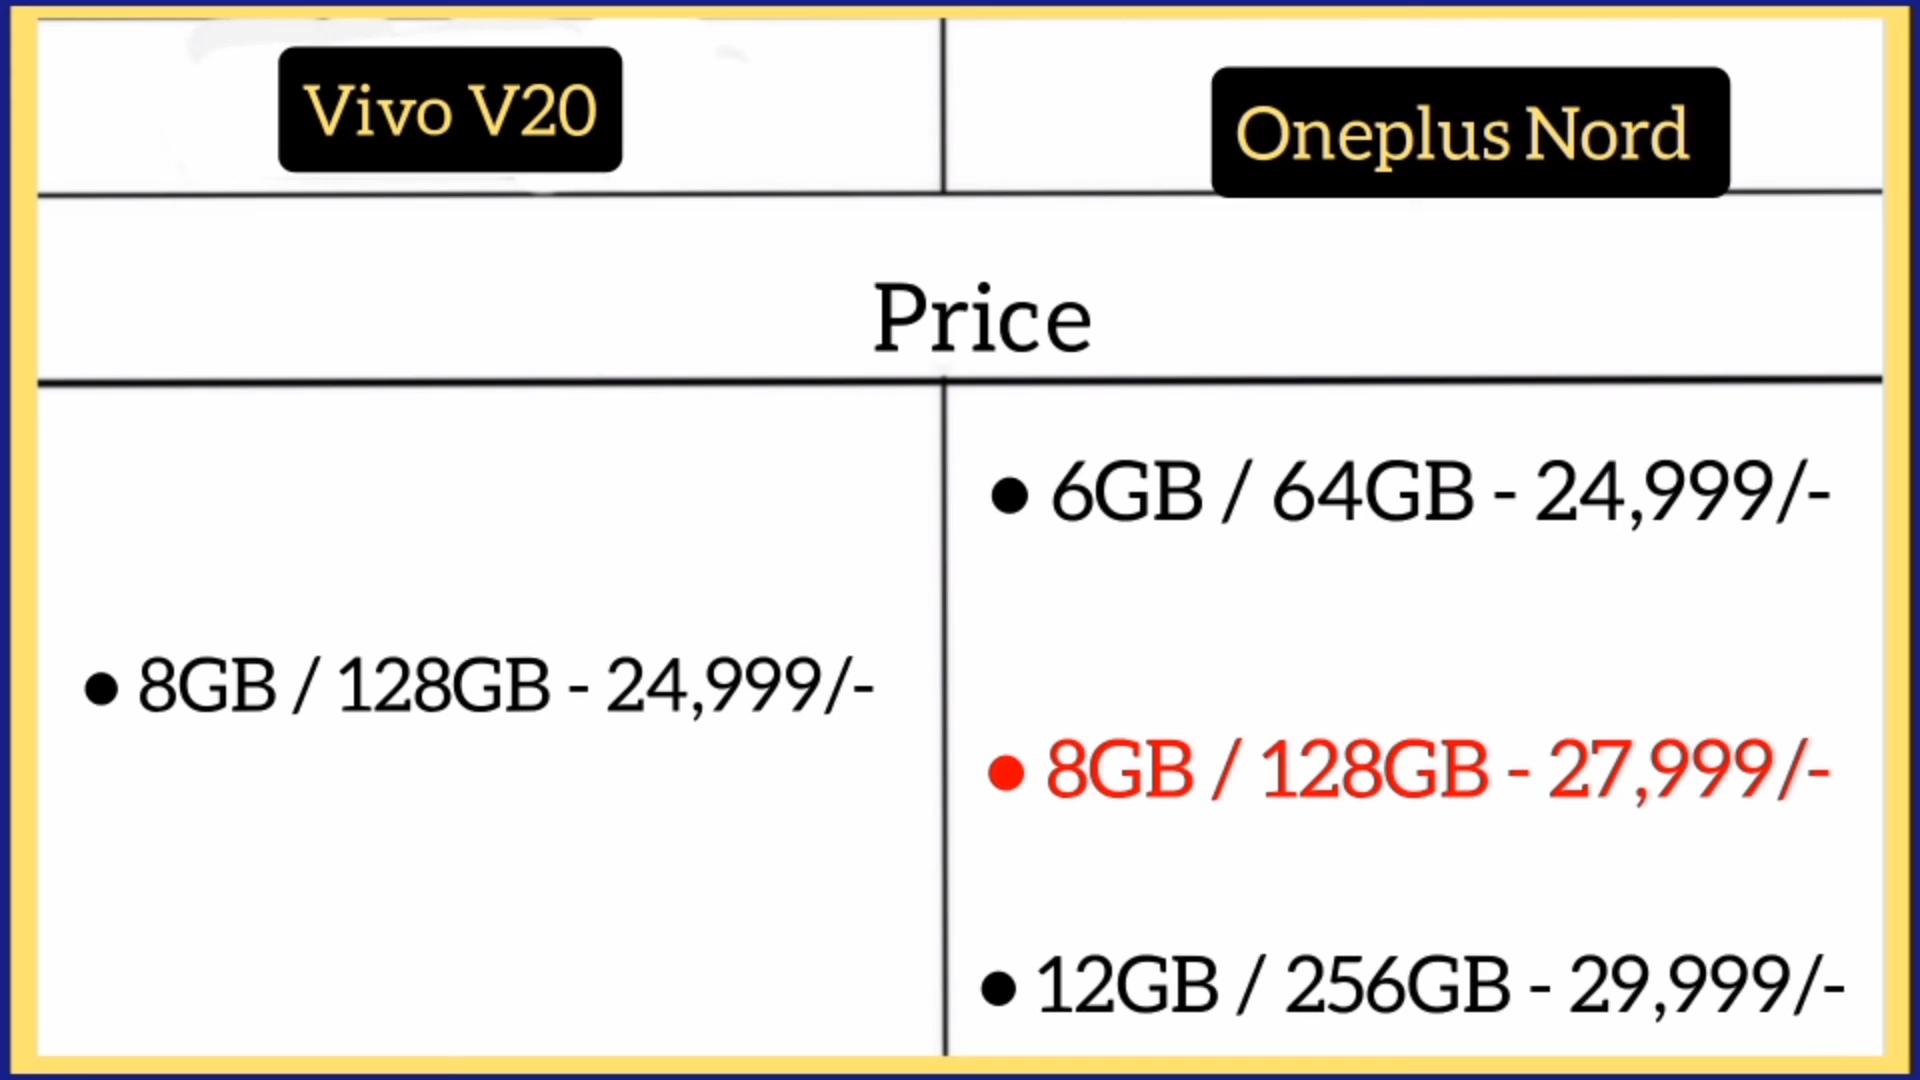 Vivo V20
Oneplus Nord
Price
● 8GB / 128GB - 24,999/-
● 6GB / 64GB - 24,999/-
● 8GB / 128GB - 27,999/-
● 12GB / 256GB - 29,999/-